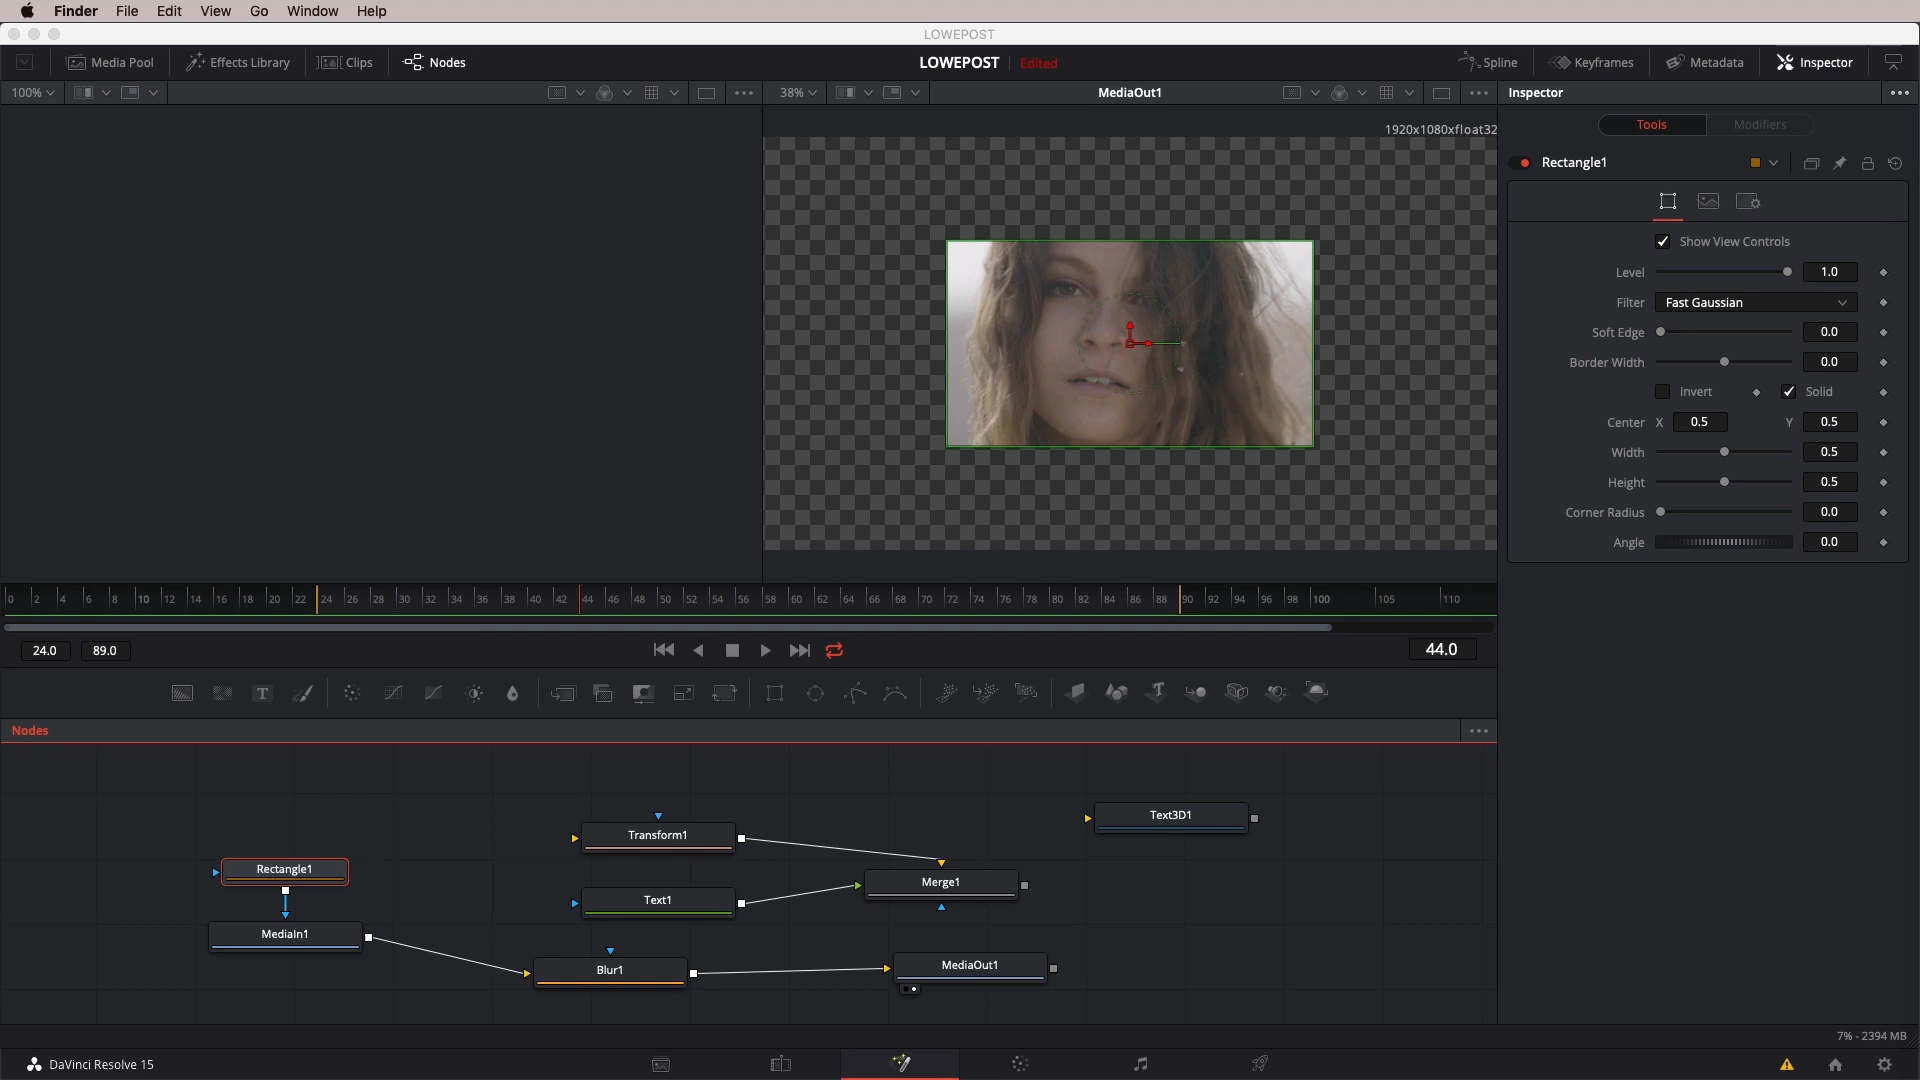 Finder File Edit View Go Window Help
LOWEPOST
Media Pool Effects Library Clips Nodes LOWEPOST Edited Spline Keyframes Metadata Inspector
100% 38% MediaOut1 Inspector
1920x1080xfloat32
Tools Modifiers
Rectangle1
Show View Controls
Level 1.0
Filter Fast Gaussian
Soft Edge 0.0
Border Width 0.0
Invert Solid
Center X 0.5 Y 0.5
Width 0.5
Height 0.5
Corner Radius 0.0
Angle 0.0
0 2 4 6 8 10 12 14 16 18 20 22 24 26 28 30 32 34 36 38 40 42 44 46 48 50 52 54 56 58 60 62 64 66 68 70 72 74 76 78 80 82 84 86 88 90 92 94 96 98 100 105 110
24.0 89.0 44.0
Nodes
Text3D1
Transform1
Rectangle1
Merge1
Text1
MediaIn1
Blur1
MediaOut1
7% - 2394 MB
DaVinci Resolve 15